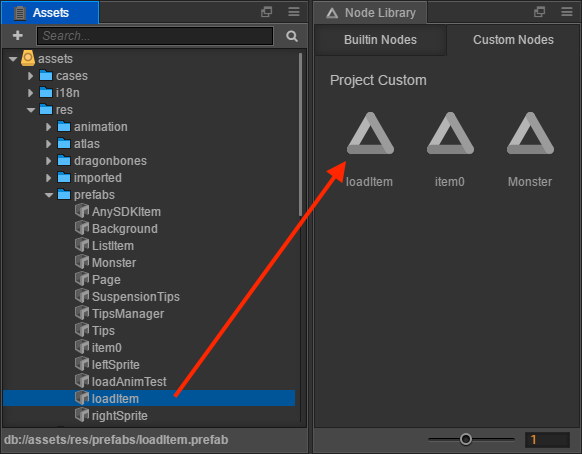 Assets
Search...
assets
cases
i18n
res
animation
atlas
dragonbones
imported
prefabs
AnySDKItem
Background
ListItem
Monster
Page
SuspensionTips
TipsManager
Tips
item0
leftSprite
loadAnimTest
loadItem
rightSprite
db://assets/res/prefabs/loadItem.prefab
Node Library
Builtin Nodes Custom Nodes
Project Custom
loadItem item0 Monster
1